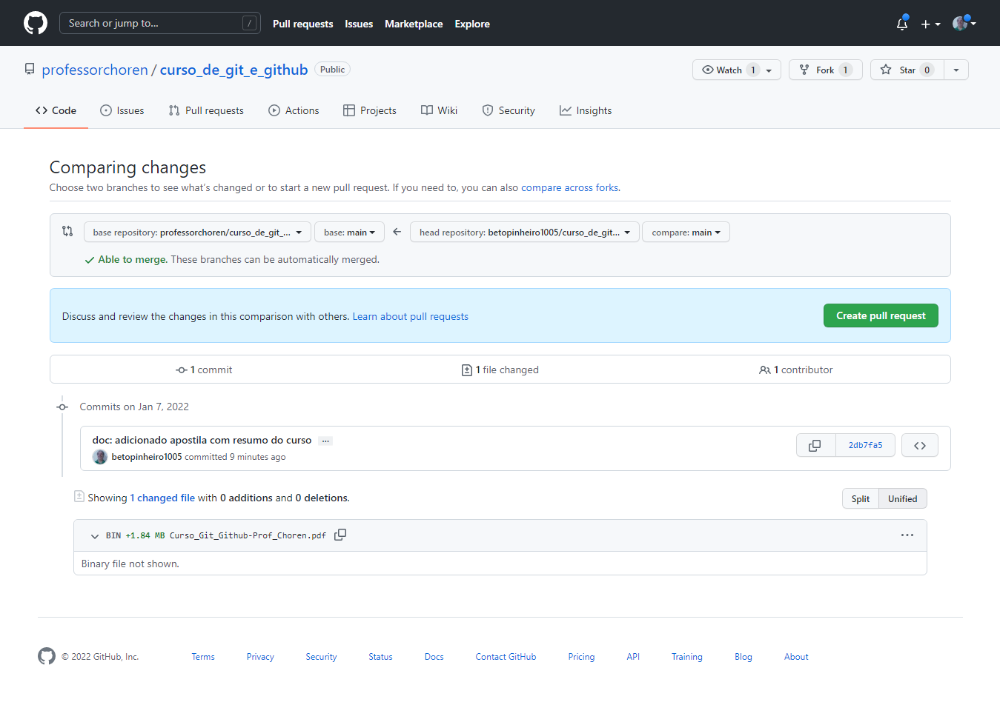 Search or jump to... / Pull requests Issues Marketplace Explore
professorchoren / curso_de_git_e_github Public Watch 1 Fork 1 Star 0
Code Issues Pull requests Actions Projects Wiki Security Insights
Comparing changes
Choose two branches to see what's changed or to start a new pull request. If you need to, you can also compare across forks.
base repository: professorchoren/curso_de_git_... base: main head repository: betopinheiro1005/curso_de_git... compare: main
Able to merge. These branches can be automatically merged.
Discuss and review the changes in this comparison with others. Learn about pull requests Create pull request
1 commit 1 file changed 1 contributor
Commits on Jan 7, 2022
doc: adicionado apostila com resumo do curso ...
betopinheiro1005 committed 9 minutes ago 2db7fa5
Showing 1 changed file with 0 additions and 0 deletions. Split Unified
BIN +1.84 MB Curso_Git_Github-Prof_Choren.pdf
Binary file not shown.
© 2022 GitHub, Inc. Terms Privacy Security Status Docs Contact GitHub Pricing API Training Blog About